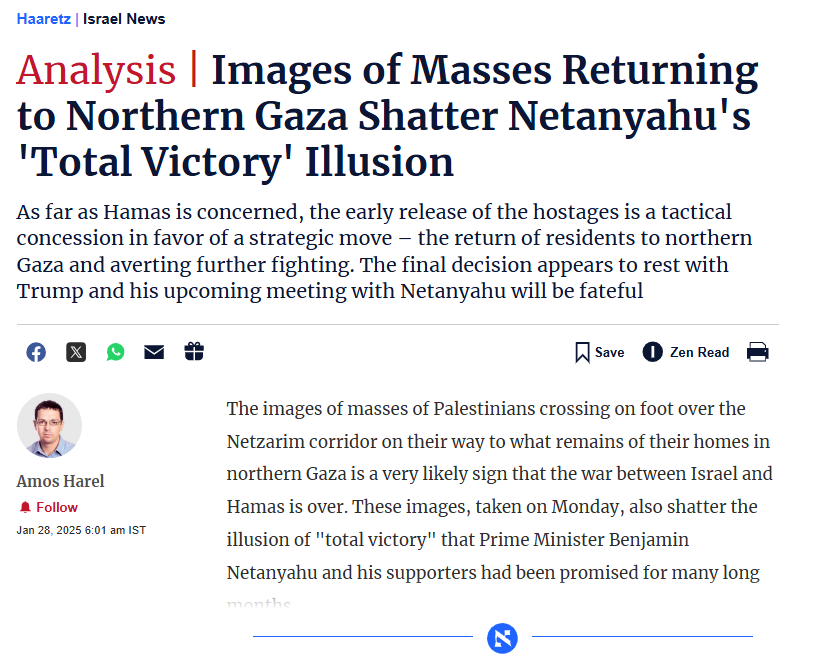 Haaretz | Israel News
Analysis | Images of Masses Returning
to Northern Gaza Shatter Netanyahu's
'Total Victory' Illusion
As far as Hamas is concerned, the early release of the hostages is a tactical
concession in favor of a strategic move – the return of residents to northern
Gaza and averting further fighting. The final decision appears to rest with
Trump and his upcoming meeting with Netanyahu will be fateful
Save Zen Read
Amos Harel
Follow
Jan 28, 2025 6:01 am IST
The images of masses of Palestinians crossing on foot over the
Netzarim corridor on their way to what remains of their homes in
northern Gaza is a very likely sign that the war between Israel and
Hamas is over. These images, taken on Monday, also shatter the
illusion of "total victory" that Prime Minister Benjamin
Netanyahu and his supporters had been promised for many long
months.